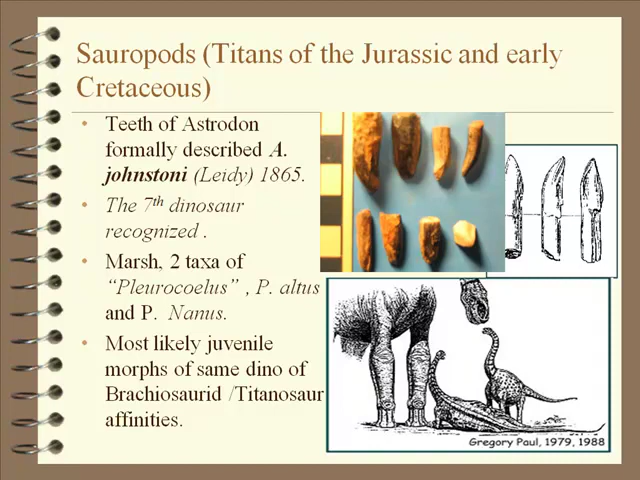 Sauropods (Titans of the Jurassic and early
Cretaceous)
• Teeth of Astrodon
formally described A.
johnstoni (Leidy) 1865.
• The 7th dinosaur
recognized .
• Marsh, 2 taxa of
“Pleurocoelus” , P. altus
and P. Nanus.
• Most likely juvenile
morphs of same dino of
Brachiosaurid /Titanosaur
affinities.
Gregory Paul, 1979, 1988